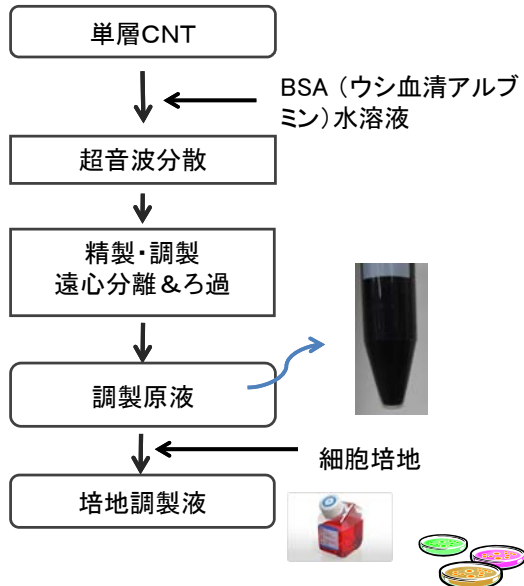 単層CNT
BSA （ウシ血清アルブ
ミン）水溶液
超音波分散
精製・調製
遠心分離＆ろ過
調製原液
細胞培地
培地調製液